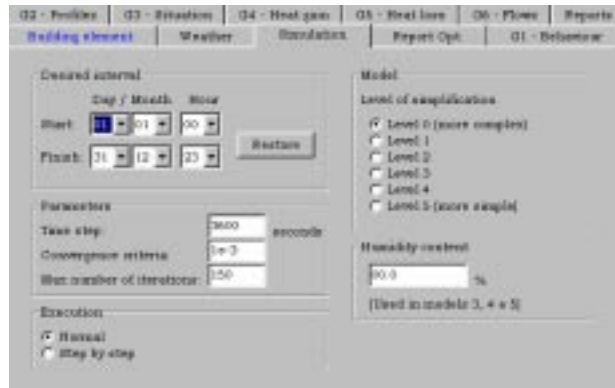 G2 - Profiles G3 - Situation G4 - Heat gain G5 - Heat loss G6 - Flows Reports
Building element Weather Simulation Report Opt. G1 - Behaviour
Desired interval
Day / Month Hour
Start: 01 01 00
Finish: 31 12 23
Restore
Parameters
Time step: 3600 seconds
Convergence criteria: 1e-3
Max number of iterations: 150
Execution
Normal
Step by step
Model
Level of simplification
Level 0 (more complex)
Level 1
Level 2
Level 3
Level 4
Level 5 (more simple(
Humidity content
%
(Used in models 3, 4 e 5)